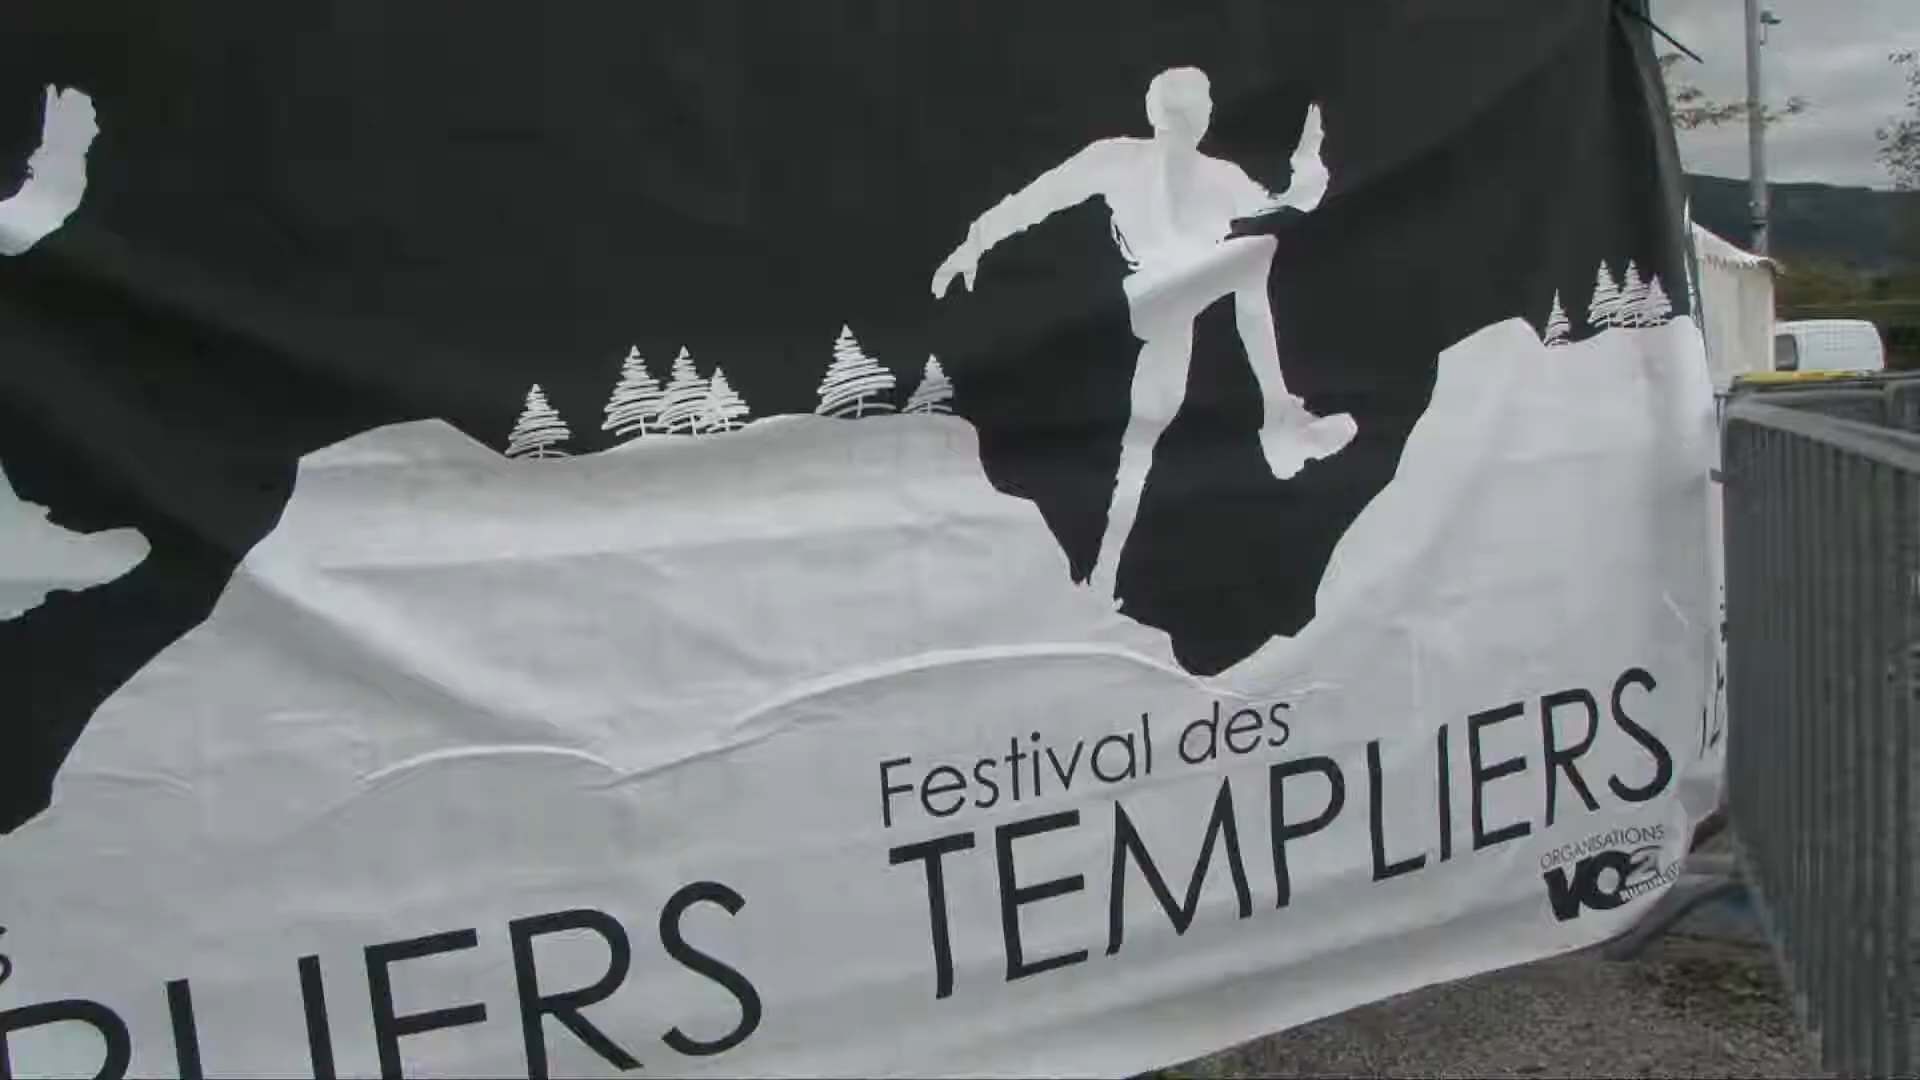 Festival des
TEMPLIERS
ORGANISATIONS
VO2
PLIERS